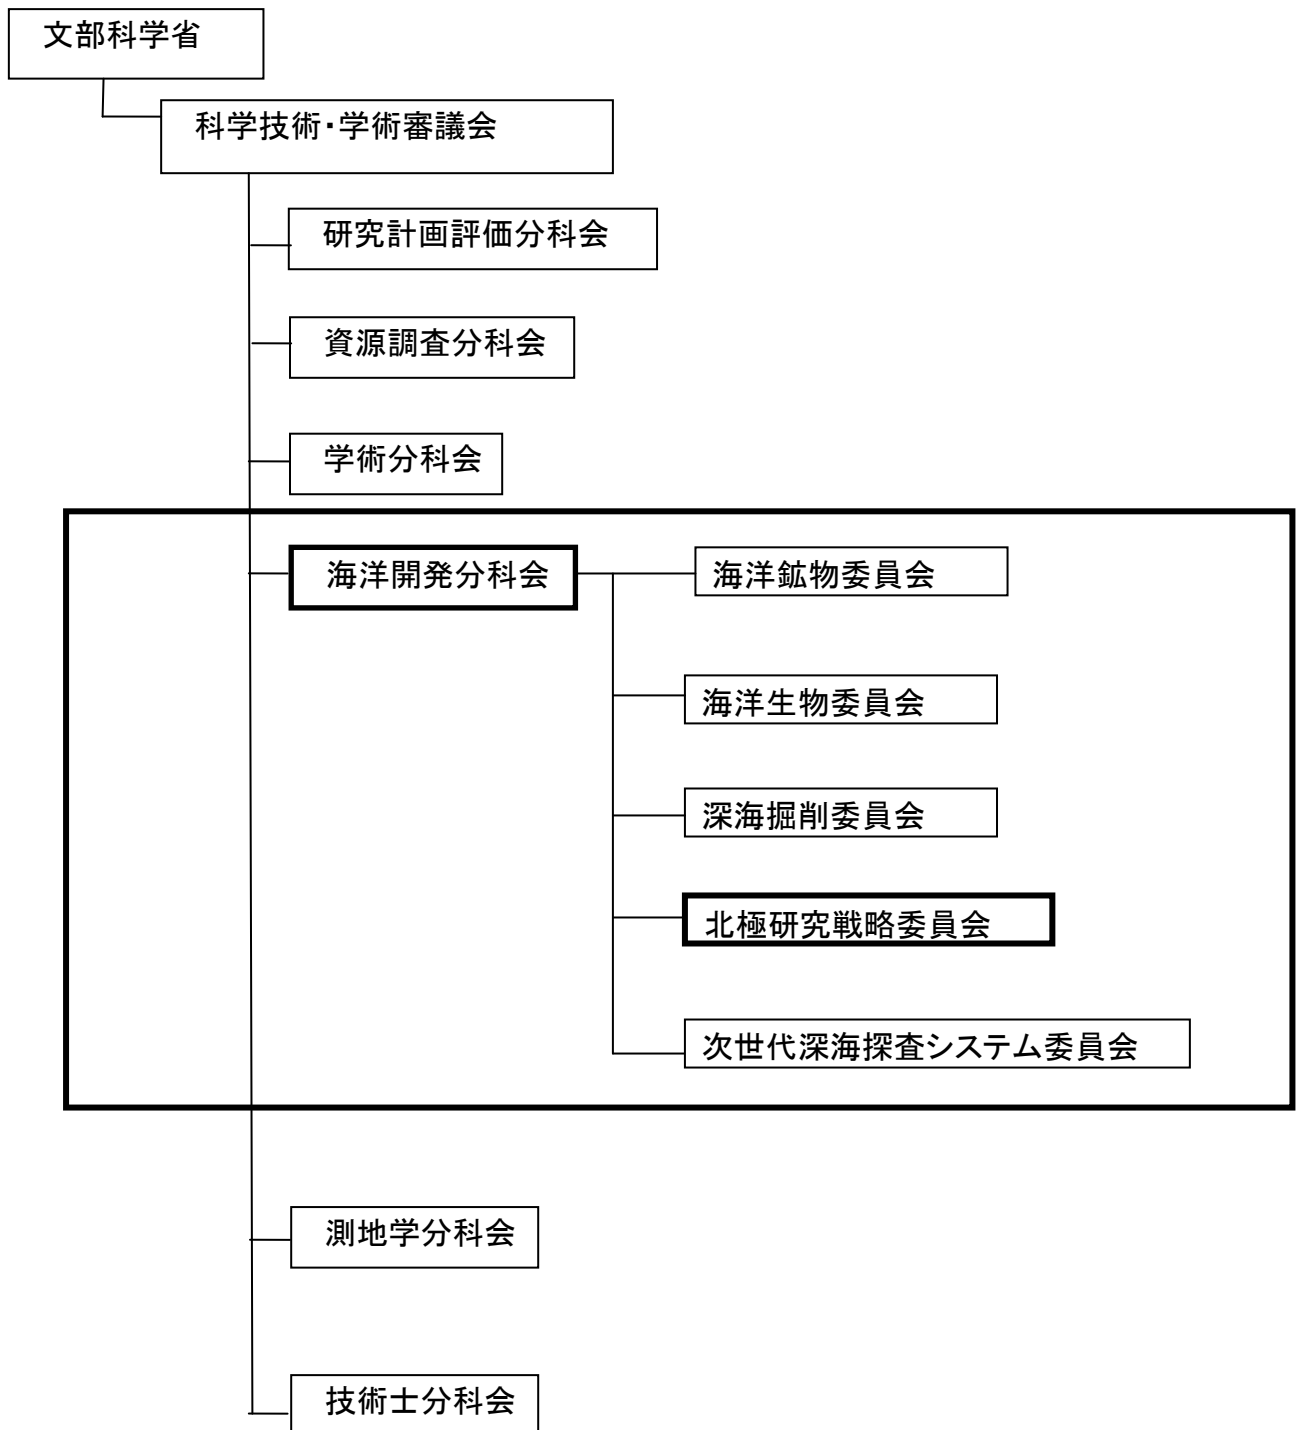 文部科学省
科学技術・学術審議会
研究計画評価分科会
資源調査分科会
学術分科会
海洋開発分科会
海洋鉱物委員会
海洋生物委員会
深海掘削委員会
北極研究戦略委員会
次世代深海探査システム委員会
測地学分科会
技術士分科会